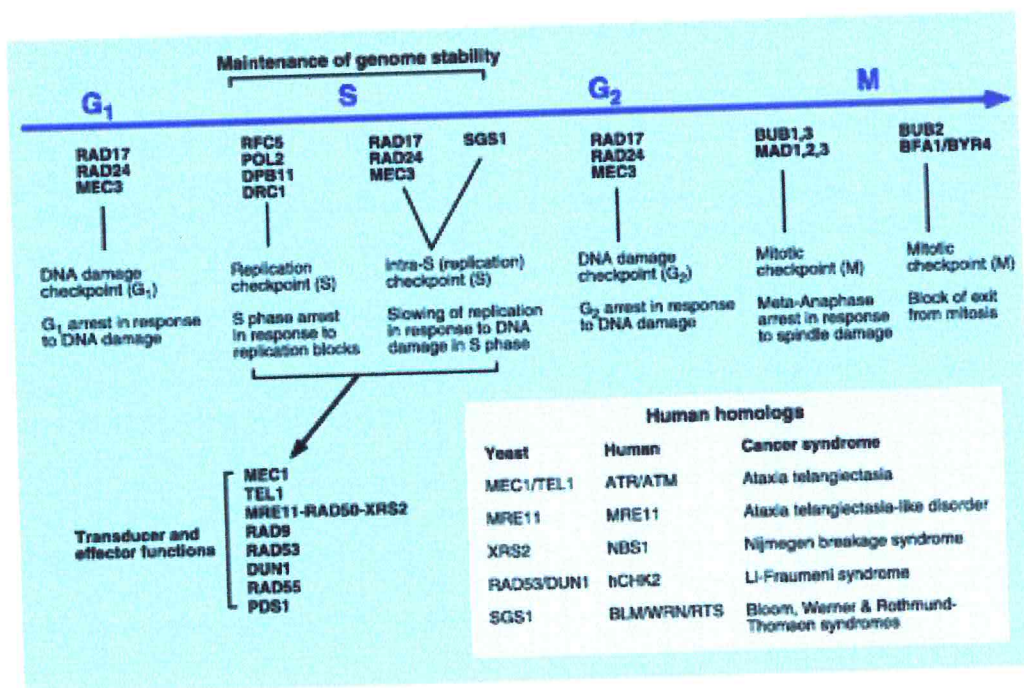 Maintenance of genome stability
G1
S
G2
M
RAD17
RAD24
MEC3
RFC5
POL2
DPB11
DRC1
RAD17
RAD24
MEC3
SGS1
RAD17
RAD24
MEC3
BUB1,3
MAD1,2,3
BUB2
BFA1/BYR4
DNA damage
checkpoint (G1)
G1 arrest in response
to DNA damage
Replication
checkpoint (S)
S phase arrest
in response to
replication blocks
Intra-S (replication)
checkpoint (S)
Slowing of replication
in response to DNA
damage in S phase
DNA damage
checkpoint (G2)
G2 arrest in response
to DNA damage
Mitotic
checkpoint (M)
Meta-Anaphase
arrest in response
to spindle damage
Mitotic
checkpoint (M)
Block of exit
from mitosis
Transducer and
effector functions
MEC1
TEL1
MRE11-RAD50-XRS2
RAD9
RAD53
DUN1
RAD55
PDS1
Human homologs
Yeast Human Cancer syndrome
MEC1/TEL1 ATR/ATM Ataxia telangiectasia
MRE11 MRE11 Ataxia telangiectasia-like disorder
XRS2 NBS1 Nijmegen breakage syndrome
RAD53/DUN1 hCHK2 Li-Fraumeni syndrome
SGS1 BLM/WRN/RTS Bloom, Werner & Rothmund-
Thomson syndromes